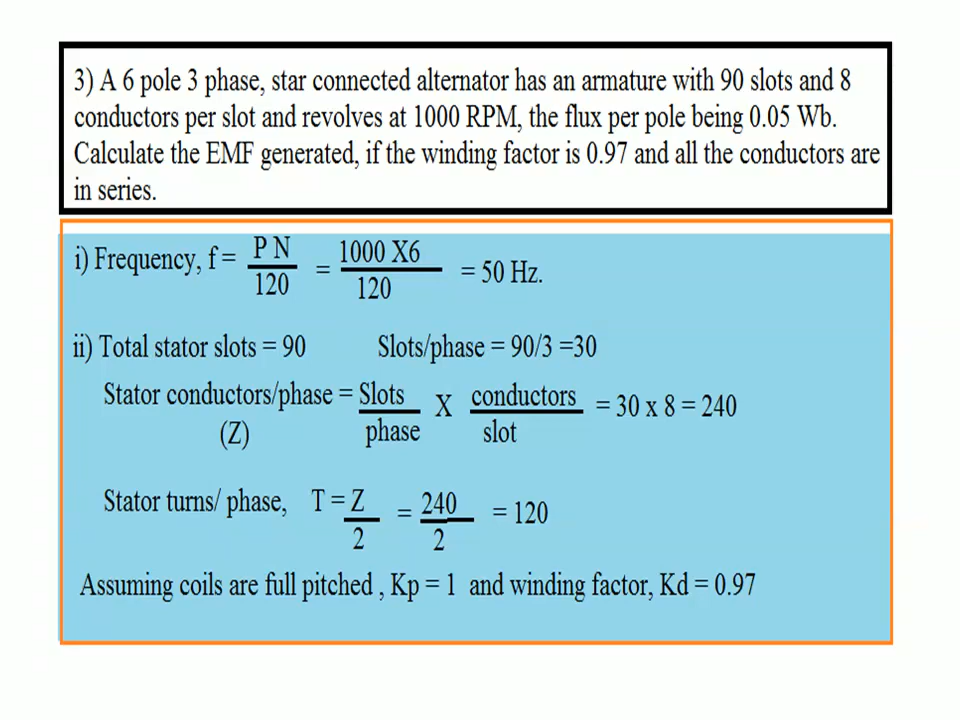 3) A 6 pole 3 phase, star connected alternator has an armature with 90 slots and 8
conductors per slot and revolves at 1000 RPM, the flux per pole being 0.05 Wb.
Calculate the EMF generated, if the winding factor is 0.97 and all the conductors are
in series.
i) Frequency, f = P N / 120 = 1000 X6 / 120 = 50 Hz.
ii) Total stator slots = 90 Slots/phase = 90/3 =30
Stator conductors/phase = Slots / phase X conductors / slot = 30 x 8 = 240
(Z)
Stator turns/ phase, T = Z / 2 = 240 / 2 = 120
Assuming coils are full pitched , Kp = 1 and winding factor, Kd = 0.97